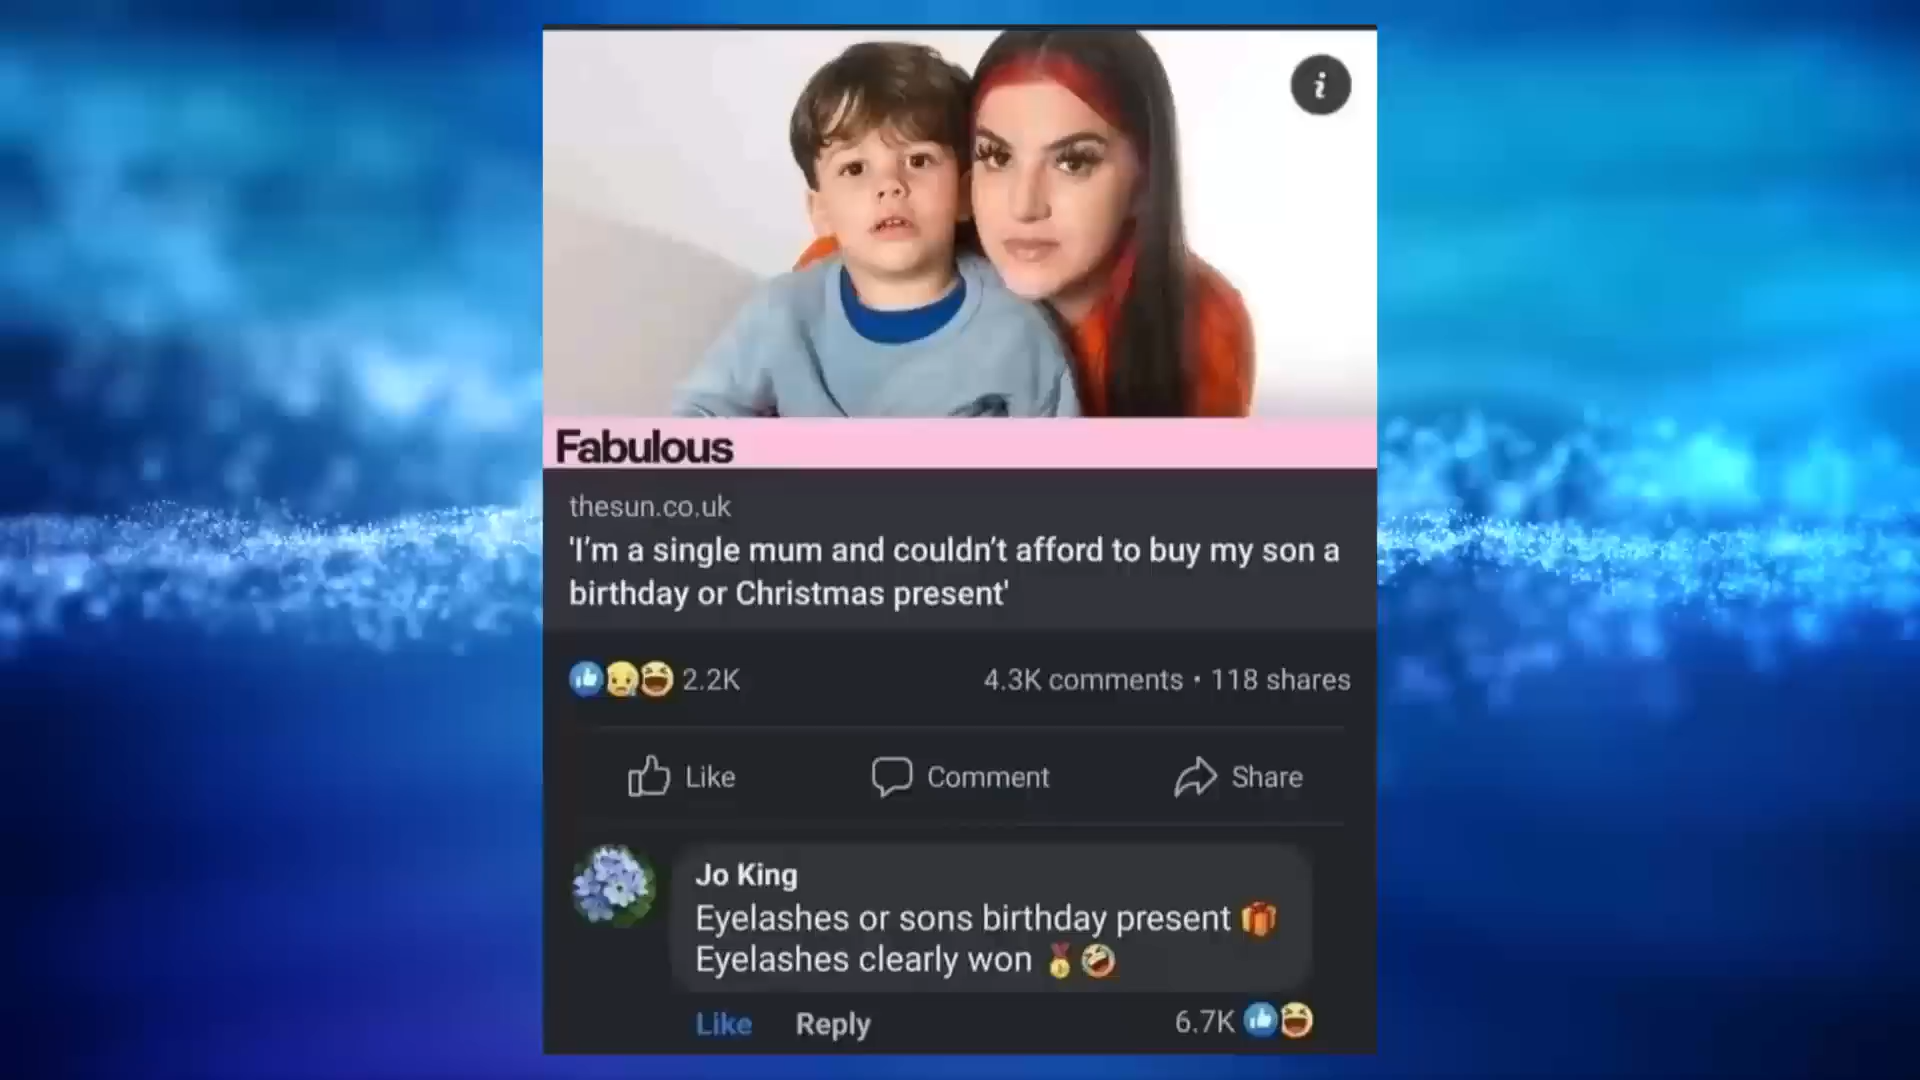 Fabulous
thesun.co.uk
'I'm a single mum and couldn't afford to buy my son a
birthday or Christmas present'
2.2K
4.3K comments • 118 shares
Like
Comment
Share
Jo King
Eyelashes or sons birthday present 🎁
Eyelashes clearly won 🏅🤣
Like
Reply
6.7K